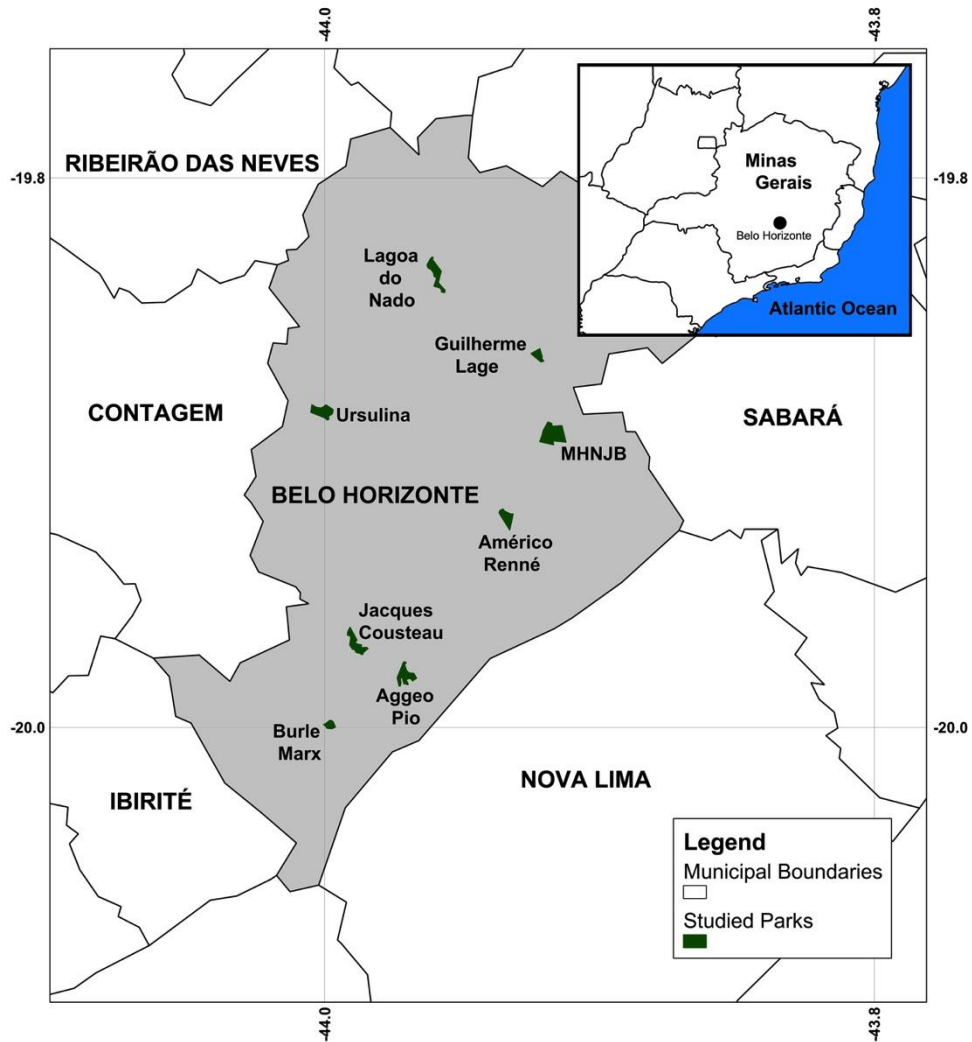 -44.0
-43.8
RIBEIRÃO DAS NEVES
-19.8
-19.8
Minas
Gerais
Belo Horizonte
Atlantic Ocean
Lagoa
do
Nado
Guilherme
Lage
CONTAGEM
Ursulina
SABARÁ
MHNJB
BELO HORIZONTE
Américo
Renné
Jacques
Cousteau
Aggeo
Pio
Burle
Marx
-20.0
-20.0
IBIRITÉ
NOVA LIMA
Legend
Municipal Boundaries
Studied Parks
-44.0
-43.8